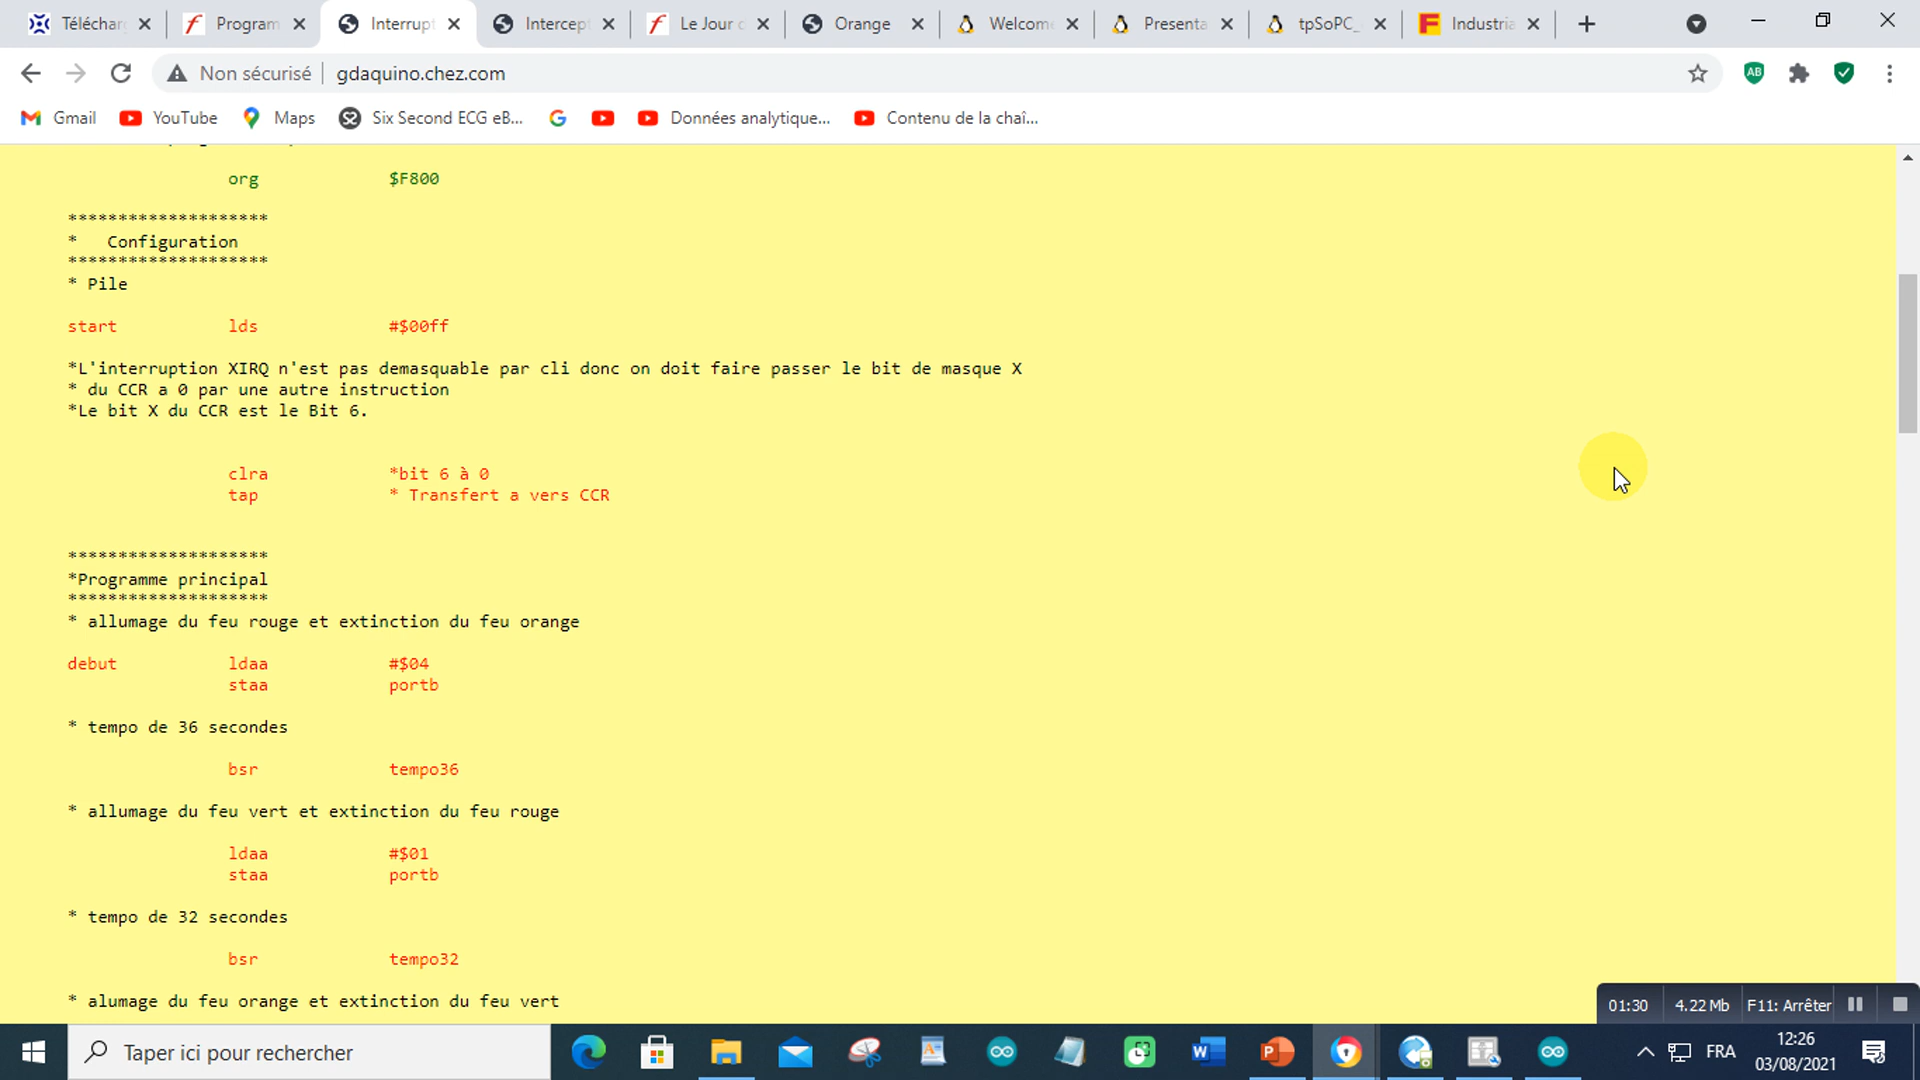 Téléchar
Program
Interrupt
Intercept
Le Jour c
Orange
Welcome
Presenta
tpSoPC_
Industria
Non sécurisé
gdaquino.chez.com
AB
Gmail
YouTube
Maps
Six Second ECG eB...
Données analytique...
Contenu de la chaî...
org $F800
********************
* Configuration
********************
* Pile
start lds #$00ff
*L'interruption XIRQ n'est pas demasquable par cli donc on doit faire passer le bit de masque X
* du CCR a 0 par une autre instruction
*Le bit X du CCR est le Bit 6.
clra *bit 6 à 0
tap * Transfert a vers CCR
********************
*Programme principal
********************
* allumage du feu rouge et extinction du feu orange
debut ldaa #$04
staa portb
* tempo de 36 secondes
bsr tempo36
* allumage du feu vert et extinction du feu rouge
ldaa #$01
staa portb
* tempo de 32 secondes
bsr tempo32
* alumage du feu orange et extinction du feu vert
01:30 4.22 Mb F11: Arrêter
Taper ici pour rechercher
FRA
12:26
03/08/2021